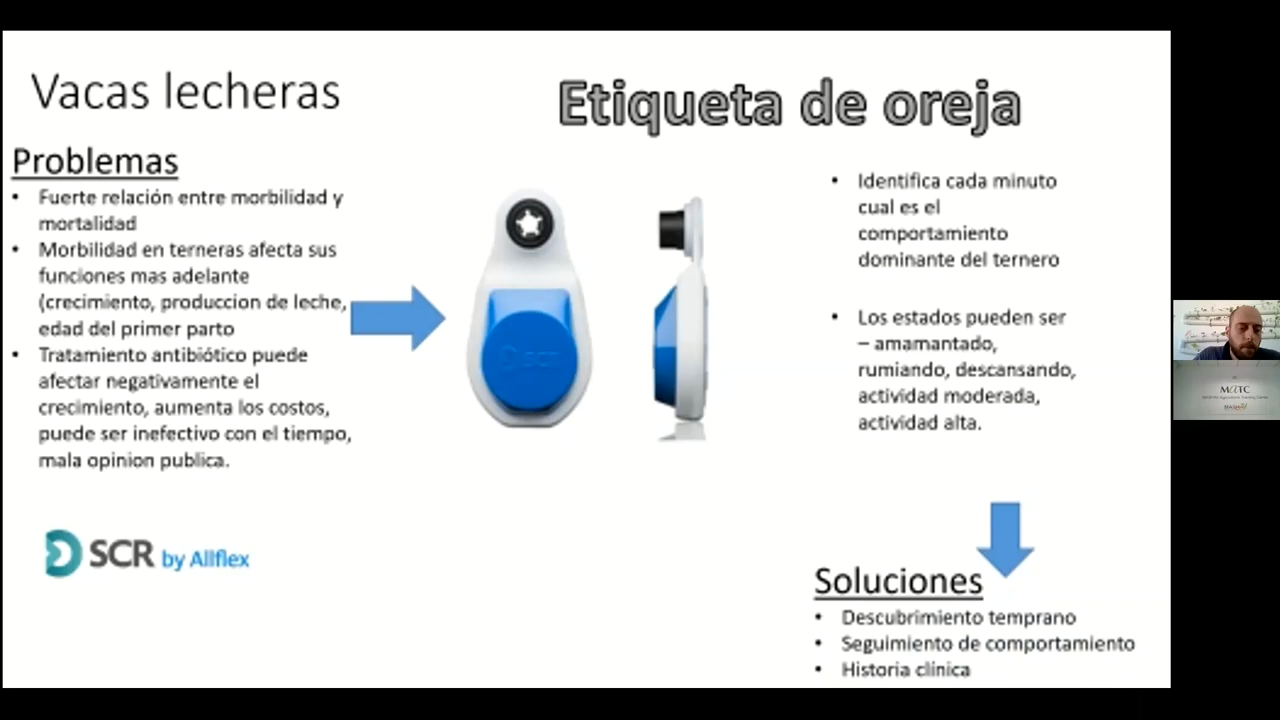 Vacas lecheras
Etiqueta de oreja
Problemas
• Fuerte relación entre morbilidad y
mortalidad
• Morbilidad en terneras afecta sus
funciones mas adelante
(crecimiento, produccion de leche,
edad del primer parto
• Tratamiento antibiótico puede
afectar negativamente el
crecimiento, aumenta los costos,
puede ser inefectivo con el tiempo,
mala opinion publica.
SCR
• Identifica cada minuto
cual es el
comportamiento
dominante del ternero
• Los estados pueden ser
– amamantado,
rumiando, descansando,
actividad moderada,
actividad alta.
SCR by Allflex
Soluciones
• Descubrimiento temprano
• Seguimiento de comportamiento
• Historia clínica
MATC